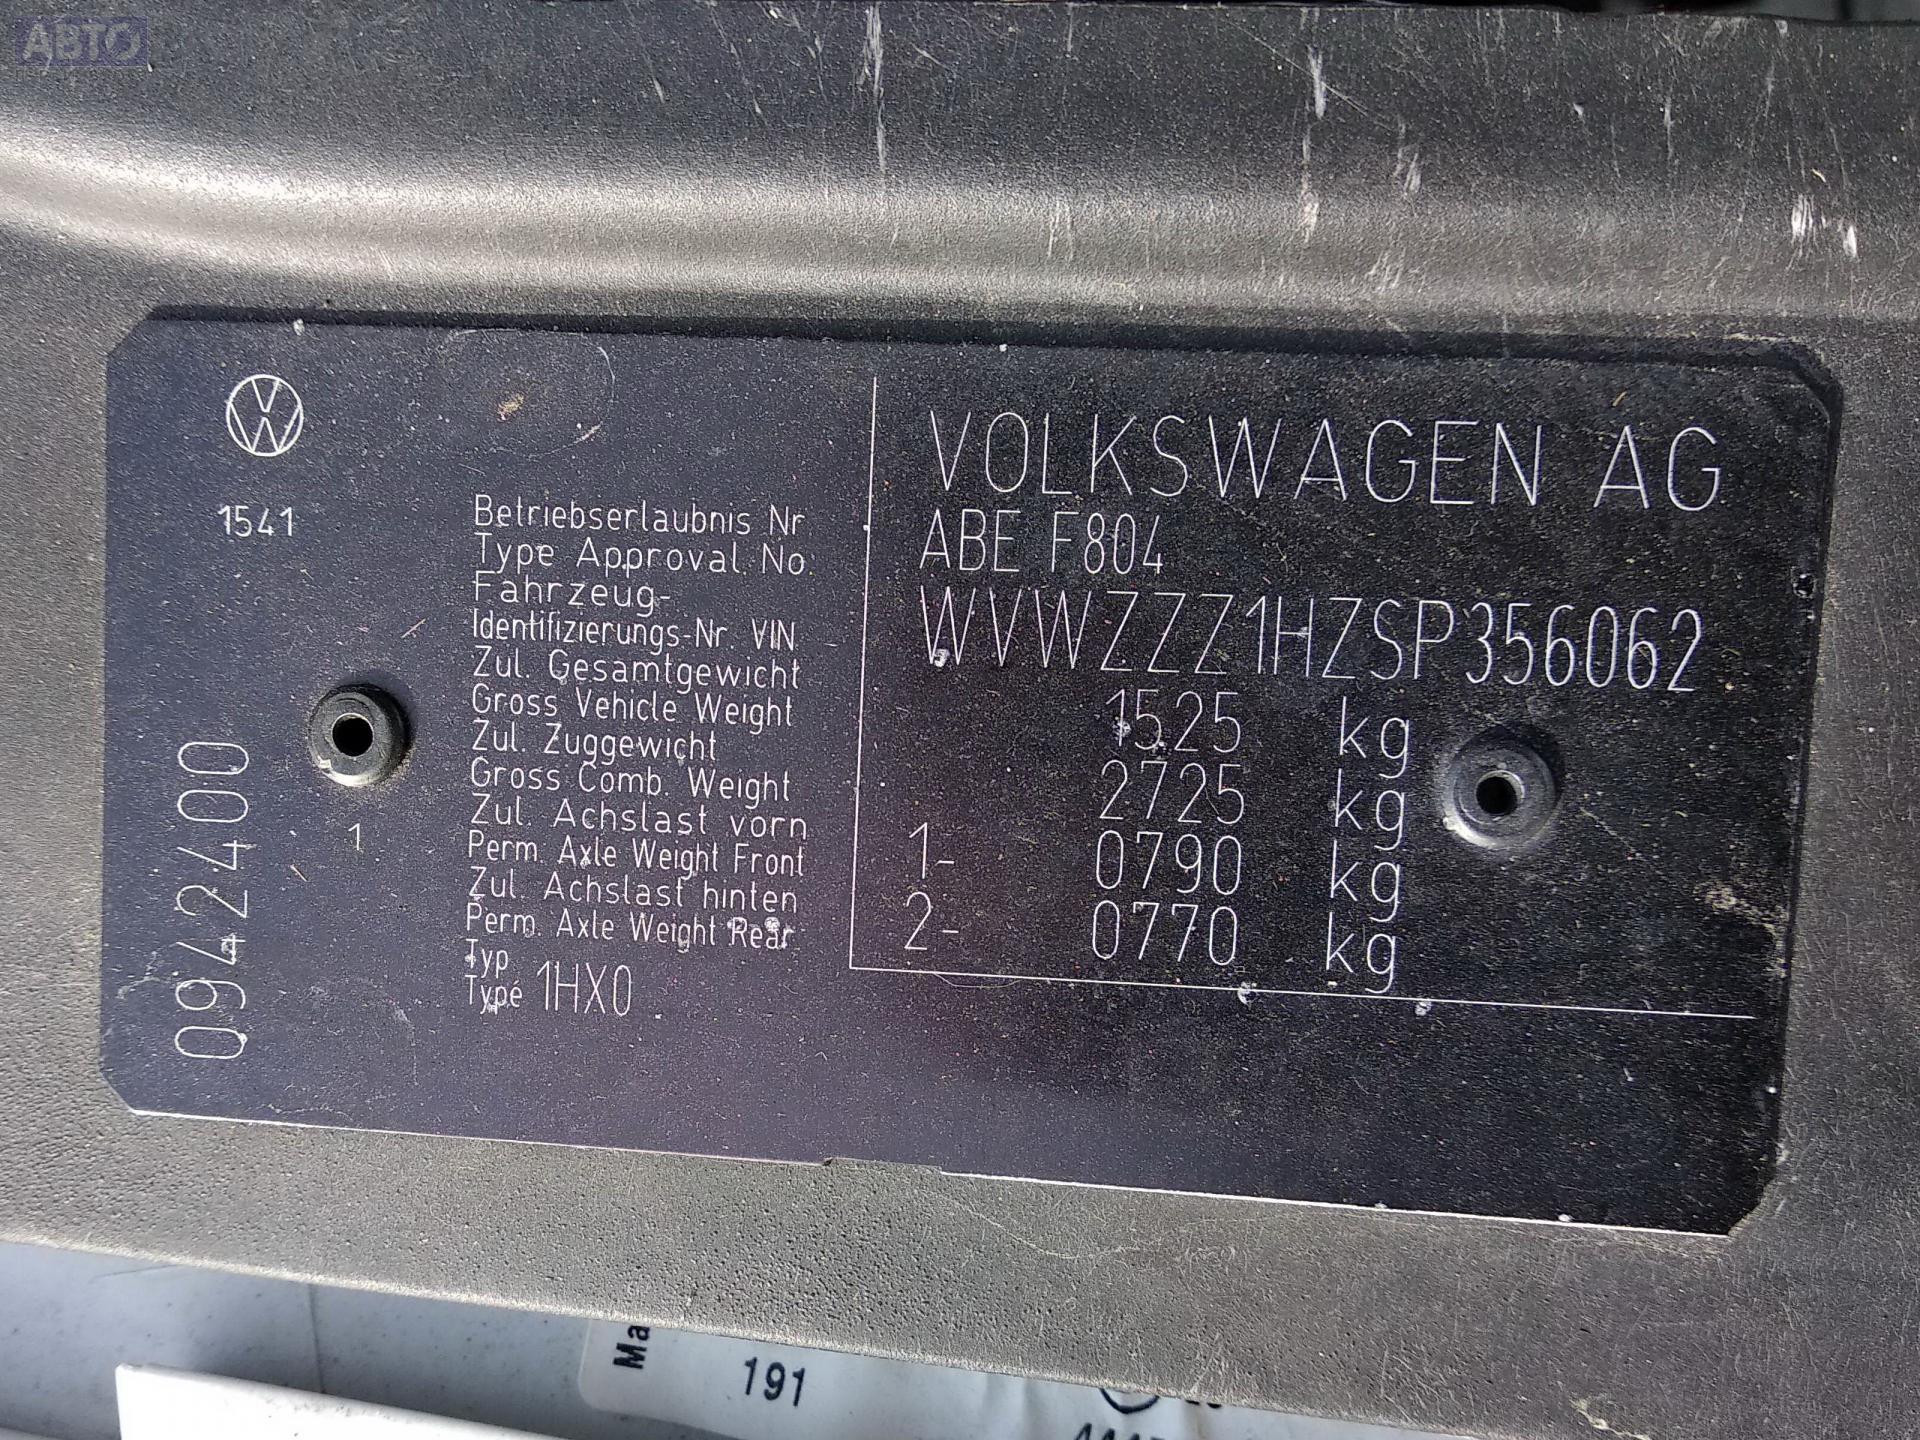 АВТО
1541
0942400
1
Betriebserlaubnis Nr
Type Approval No.
Fahrzeug-
Identifizierungs-Nr. VIN
Zul. Gesamtgewicht
Gross Vehicle Weight
Zul. Zuggewicht
Gross Comb. Weight
Zul. Achslast vorn
Perm. Axle Weight Front
Zul. Achslast hinten
Perm. Axle Weight Rear
Typ
Type 1HX0
VOLKSWAGEN AG
ABE F804
WVWZZZ1HZSP356062
1525 kg
2725 kg
1- 0790 kg
2- 0770 kg
191